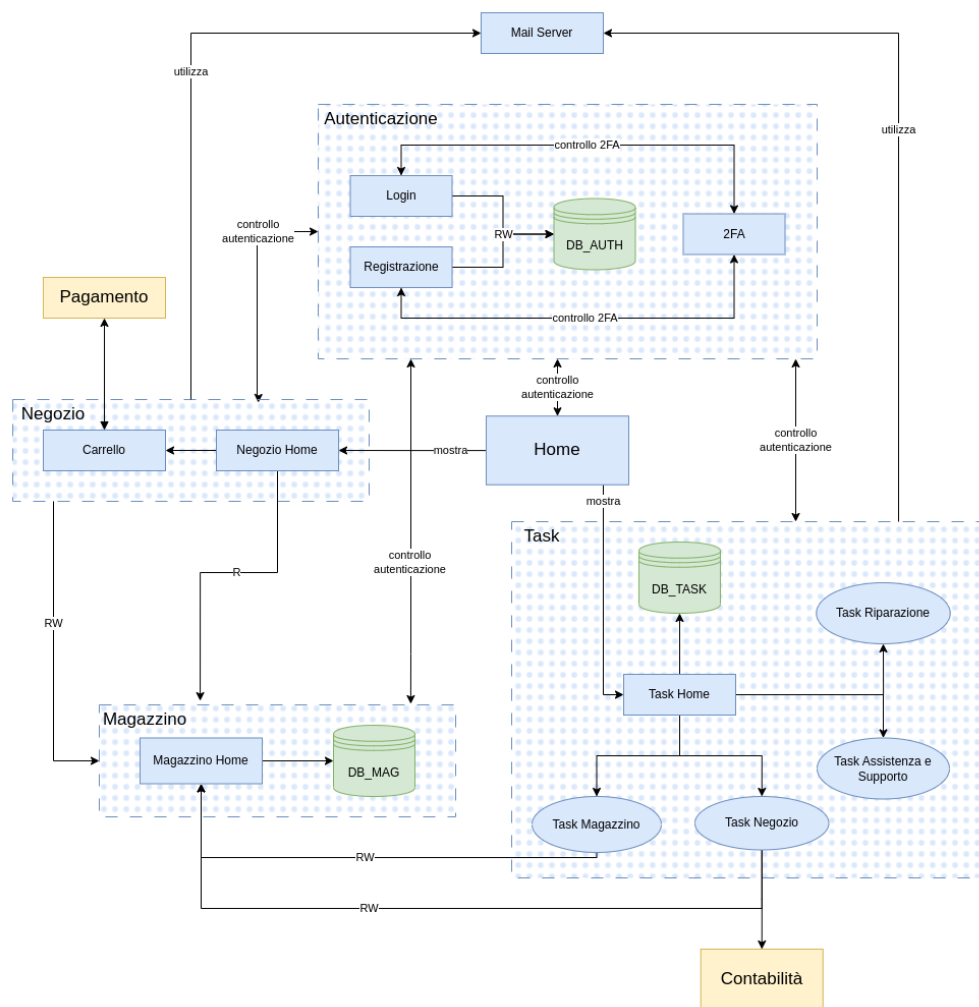 Mail Server
utilizza
utilizza
Autenticazione
controllo 2FA
Login
RW
DB_AUTH
2FA
Registrazione
controllo 2FA
controllo
autenticazione
Pagamento
controllo
autenticazione
Negozio
Carrello
Negozio Home
mostra
Home
controllo
autenticazione
mostra
Task
DB_TASK
Task Riparazione
controllo
autenticazione
R
RW
Task Home
Magazzino
Magazzino Home
DB_MAG
Task Assistenza e
Supporto
Task Magazzino
Task Negozio
RW
RW
Contabilità